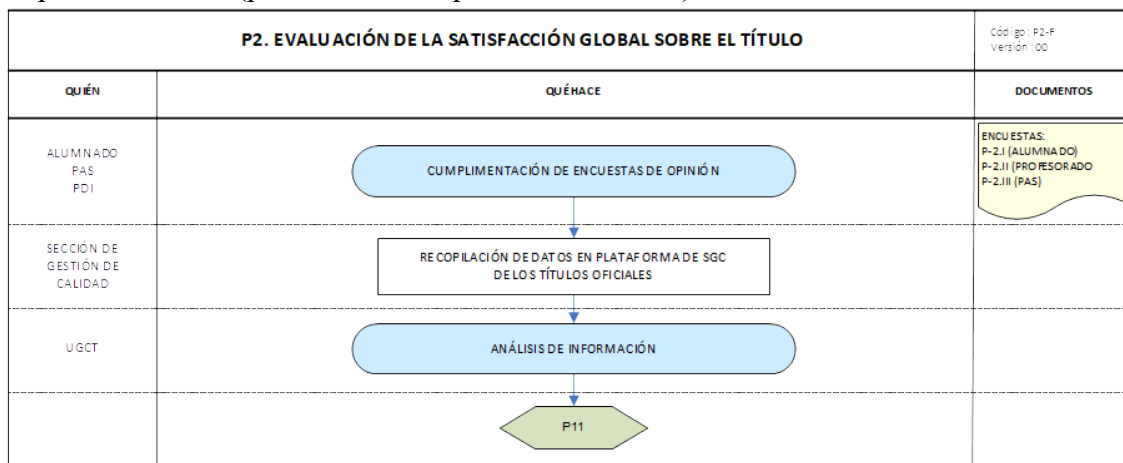 P2. EVALUACIÓN DE LA SATISFACCIÓN GLOBAL SOBRE EL TÍTULO
Código: P2-F
Versión: 00
QUIÉN
QUÉ HACE
DOCUMENTOS
ALUMNADO
PAS
PDI
CUMPLIMENTACIÓN DE ENCUESTAS DE OPINIÓN
ENCUESTAS:
P-2.I (ALUMNADO)
P-2.II (PROFESORADO
P-2.III (PAS)
SECCIÓN DE
GESTIÓN DE
CALIDAD
RECOPILACIÓN DE DATOS EN PLATAFORMA DE SGC
DE LOS TÍTULOS OFICIALES
UGCT
ANÁLISIS DE INFORMACIÓN
P11